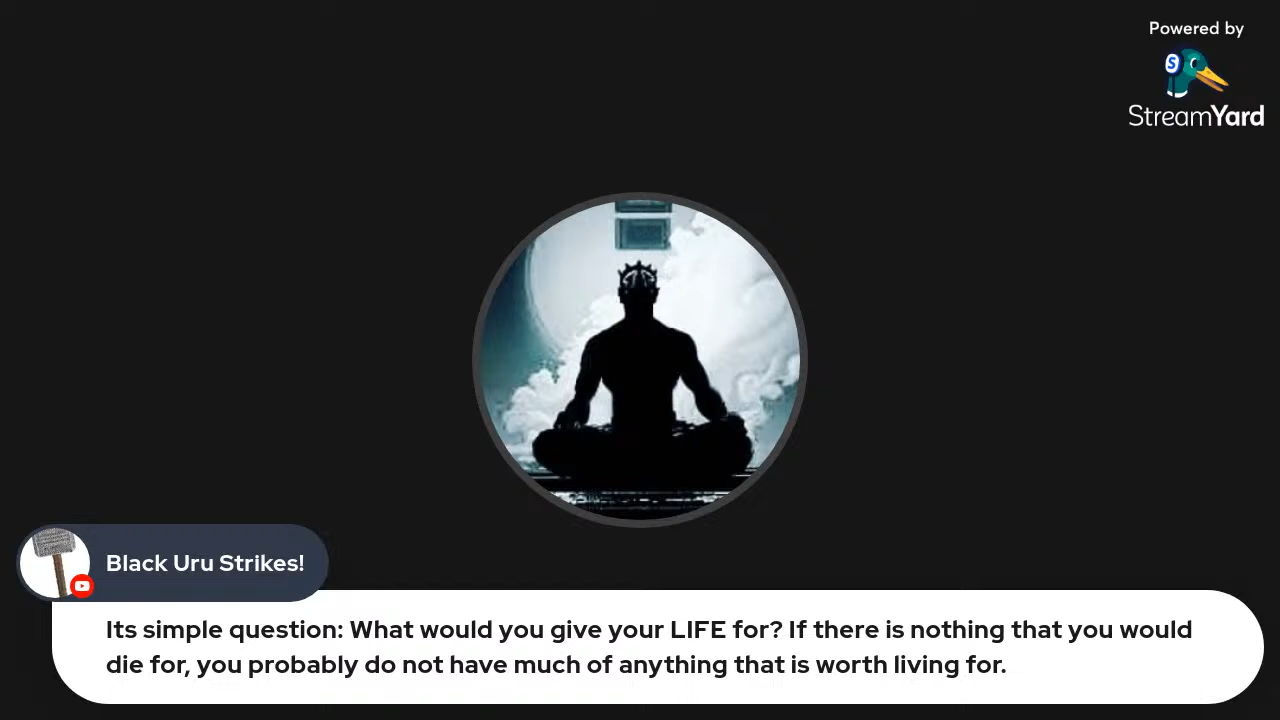 Powered by
S
StreamYard
Black Uru Strikes!
Its simple question: What would you give your LIFE for? If there is nothing that you would
die for, you probably do not have much of anything that is worth living for.